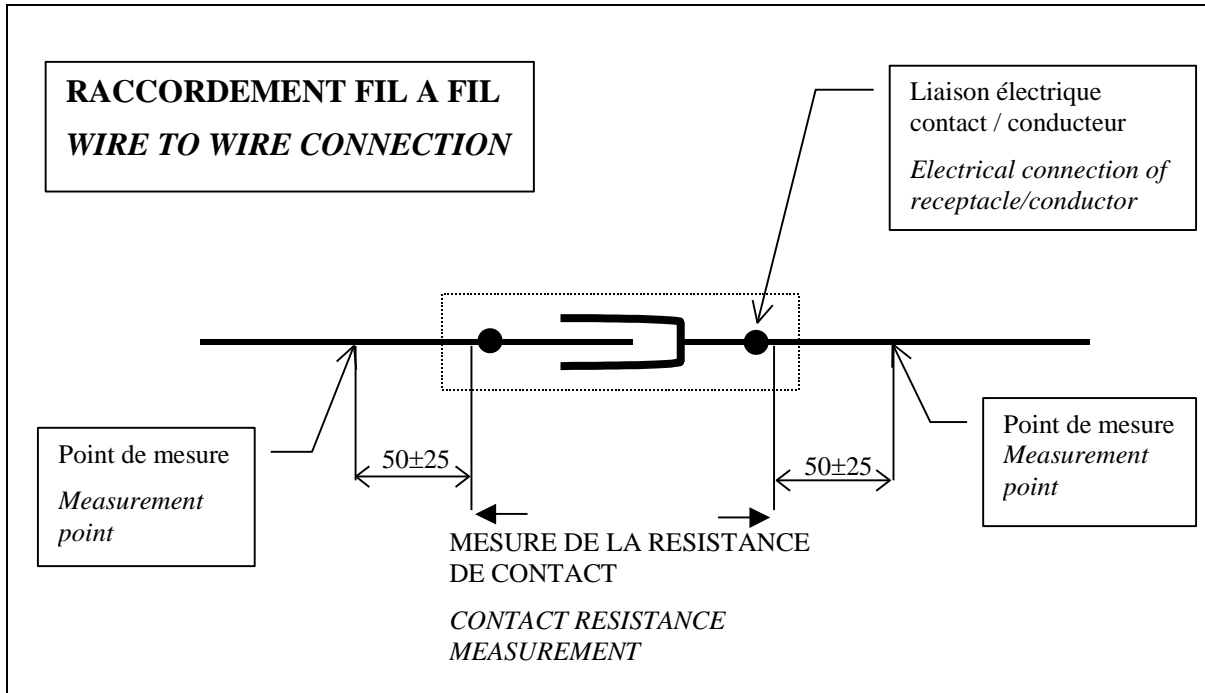 RACCORDEMENT FIL A FIL
WIRE TO WIRE CONNECTION
Liaison électrique
contact / conducteur
Electrical connection of
receptacle/conductor
Point de mesure
Measurement
point
50±25
50±25
Point de mesure
Measurement
point
MESURE DE LA RESISTANCE
DE CONTACT
CONTACT RESISTANCE
MEASUREMENT